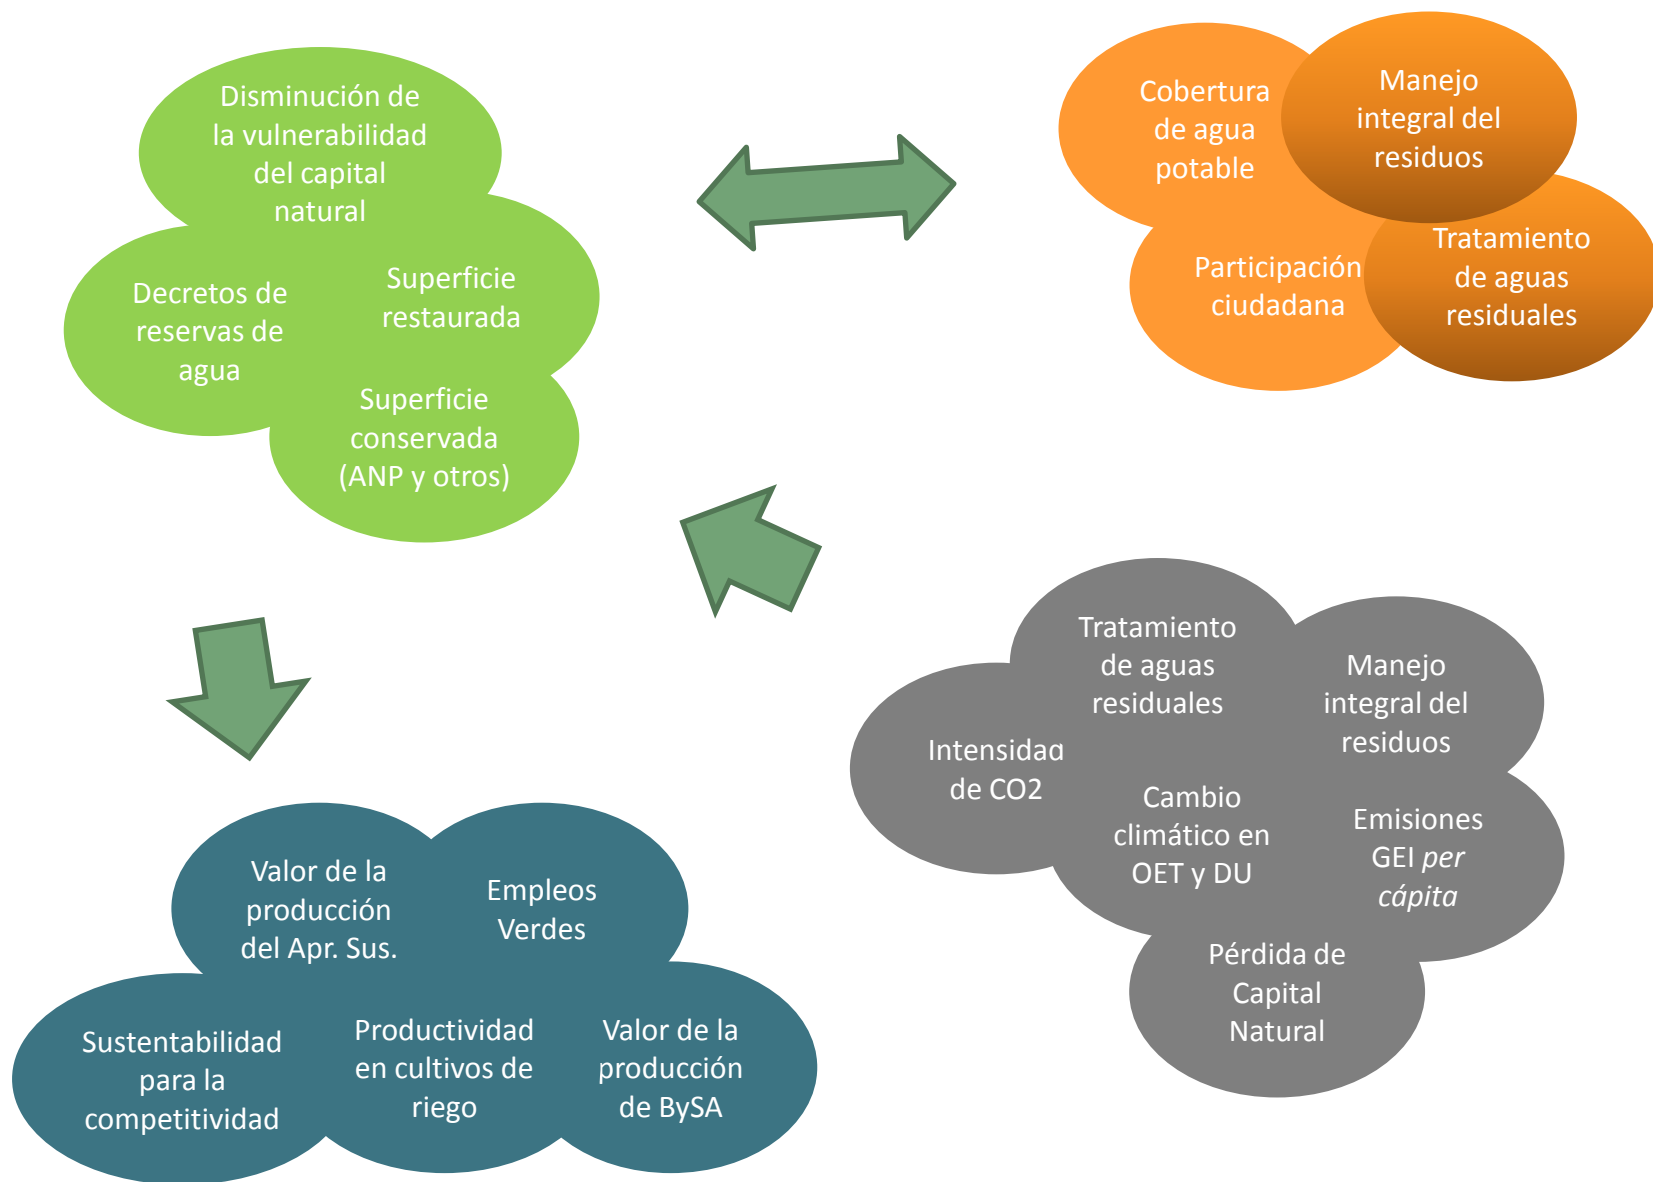 Disminución de
la vulnerabilidad
del capital
natural
Decretos de
reservas de
agua
Superficie
restaurada
Superficie
conservada
(ANP y otros)
Cobertura
de agua
potable
Manejo
integral del
residuos
Participación
ciudadana
Tratamiento
de aguas
residuales
Tratamiento
de aguas
residuales
Manejo
integral del
residuos
Intensidad
de CO2
Cambio
climático en
OET y DU
Emisiones
GEI per
cápita
Pérdida de
Capital
Natural
Valor de la
producción
del Apr. Sus.
Empleos
Verdes
Sustentabilidad
para la
competitividad
Productividad
en cultivos de
riego
Valor de la
producción
de BySA